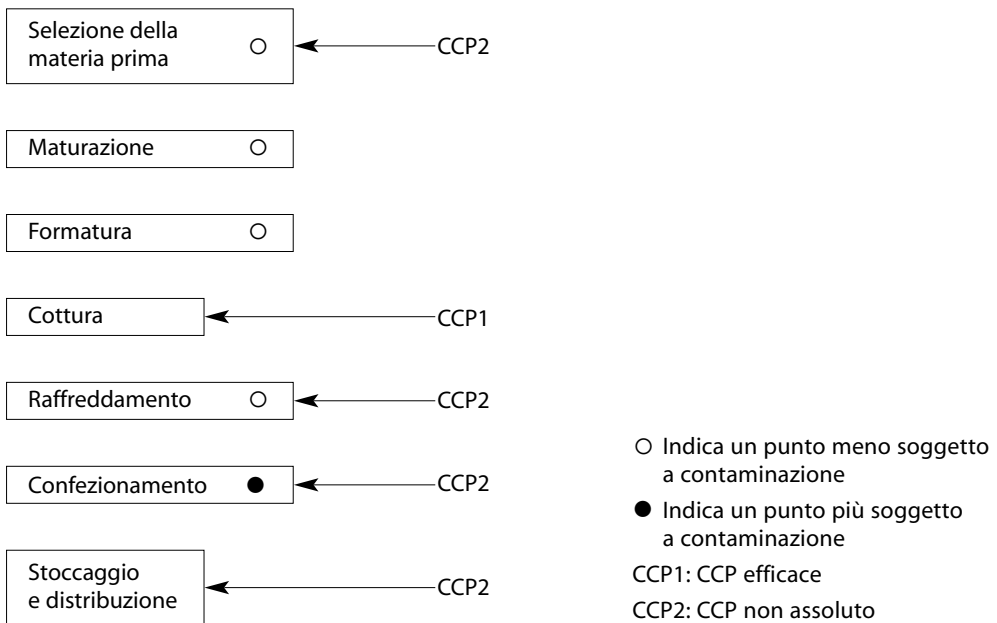 Selezione della
materia prima
CCP2
Maturazione
Formatura
Cottura
CCP1
Raffreddamento
CCP2
Confezionamento
CCP2
Stoccaggio
e distribuzione
CCP2
Indica un punto meno soggetto
a contaminazione
Indica un punto più soggetto
a contaminazione
CCP1: CCP efficace
CCP2: CCP non assoluto